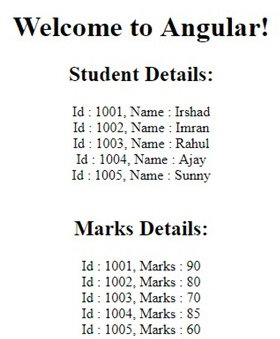 Welcome to Angular!
Student Details:
Id : 1001, Name : Irshad
Id : 1002, Name : Imran
Id : 1003, Name : Rahul
Id : 1004, Name : Ajay
Id : 1005, Name : Sunny
Marks Details:
Id : 1001, Marks : 90
Id : 1002, Marks : 80
Id : 1003, Marks : 70
Id : 1004, Marks : 85
Id : 1005, Marks : 60